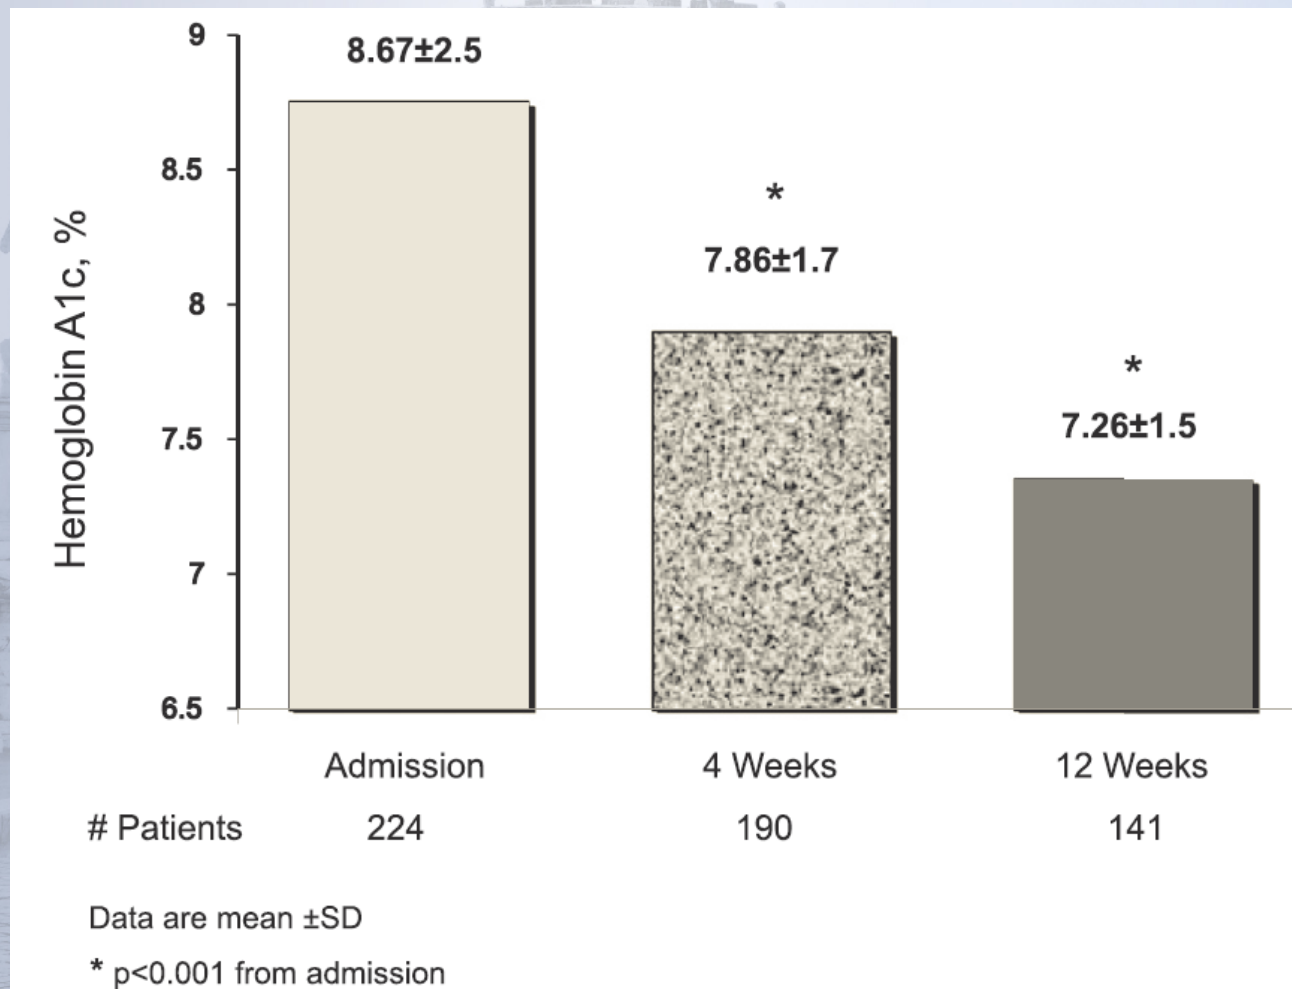 9
8.67±2.5
8.5
*
7.86±1.7
8
*
7.26±1.5
7.5
7
6.5
Hemoglobin A1c, %
Admission 4 Weeks 12 Weeks
# Patients 224 190 141
Data are mean ±SD
* p<0.001 from admission